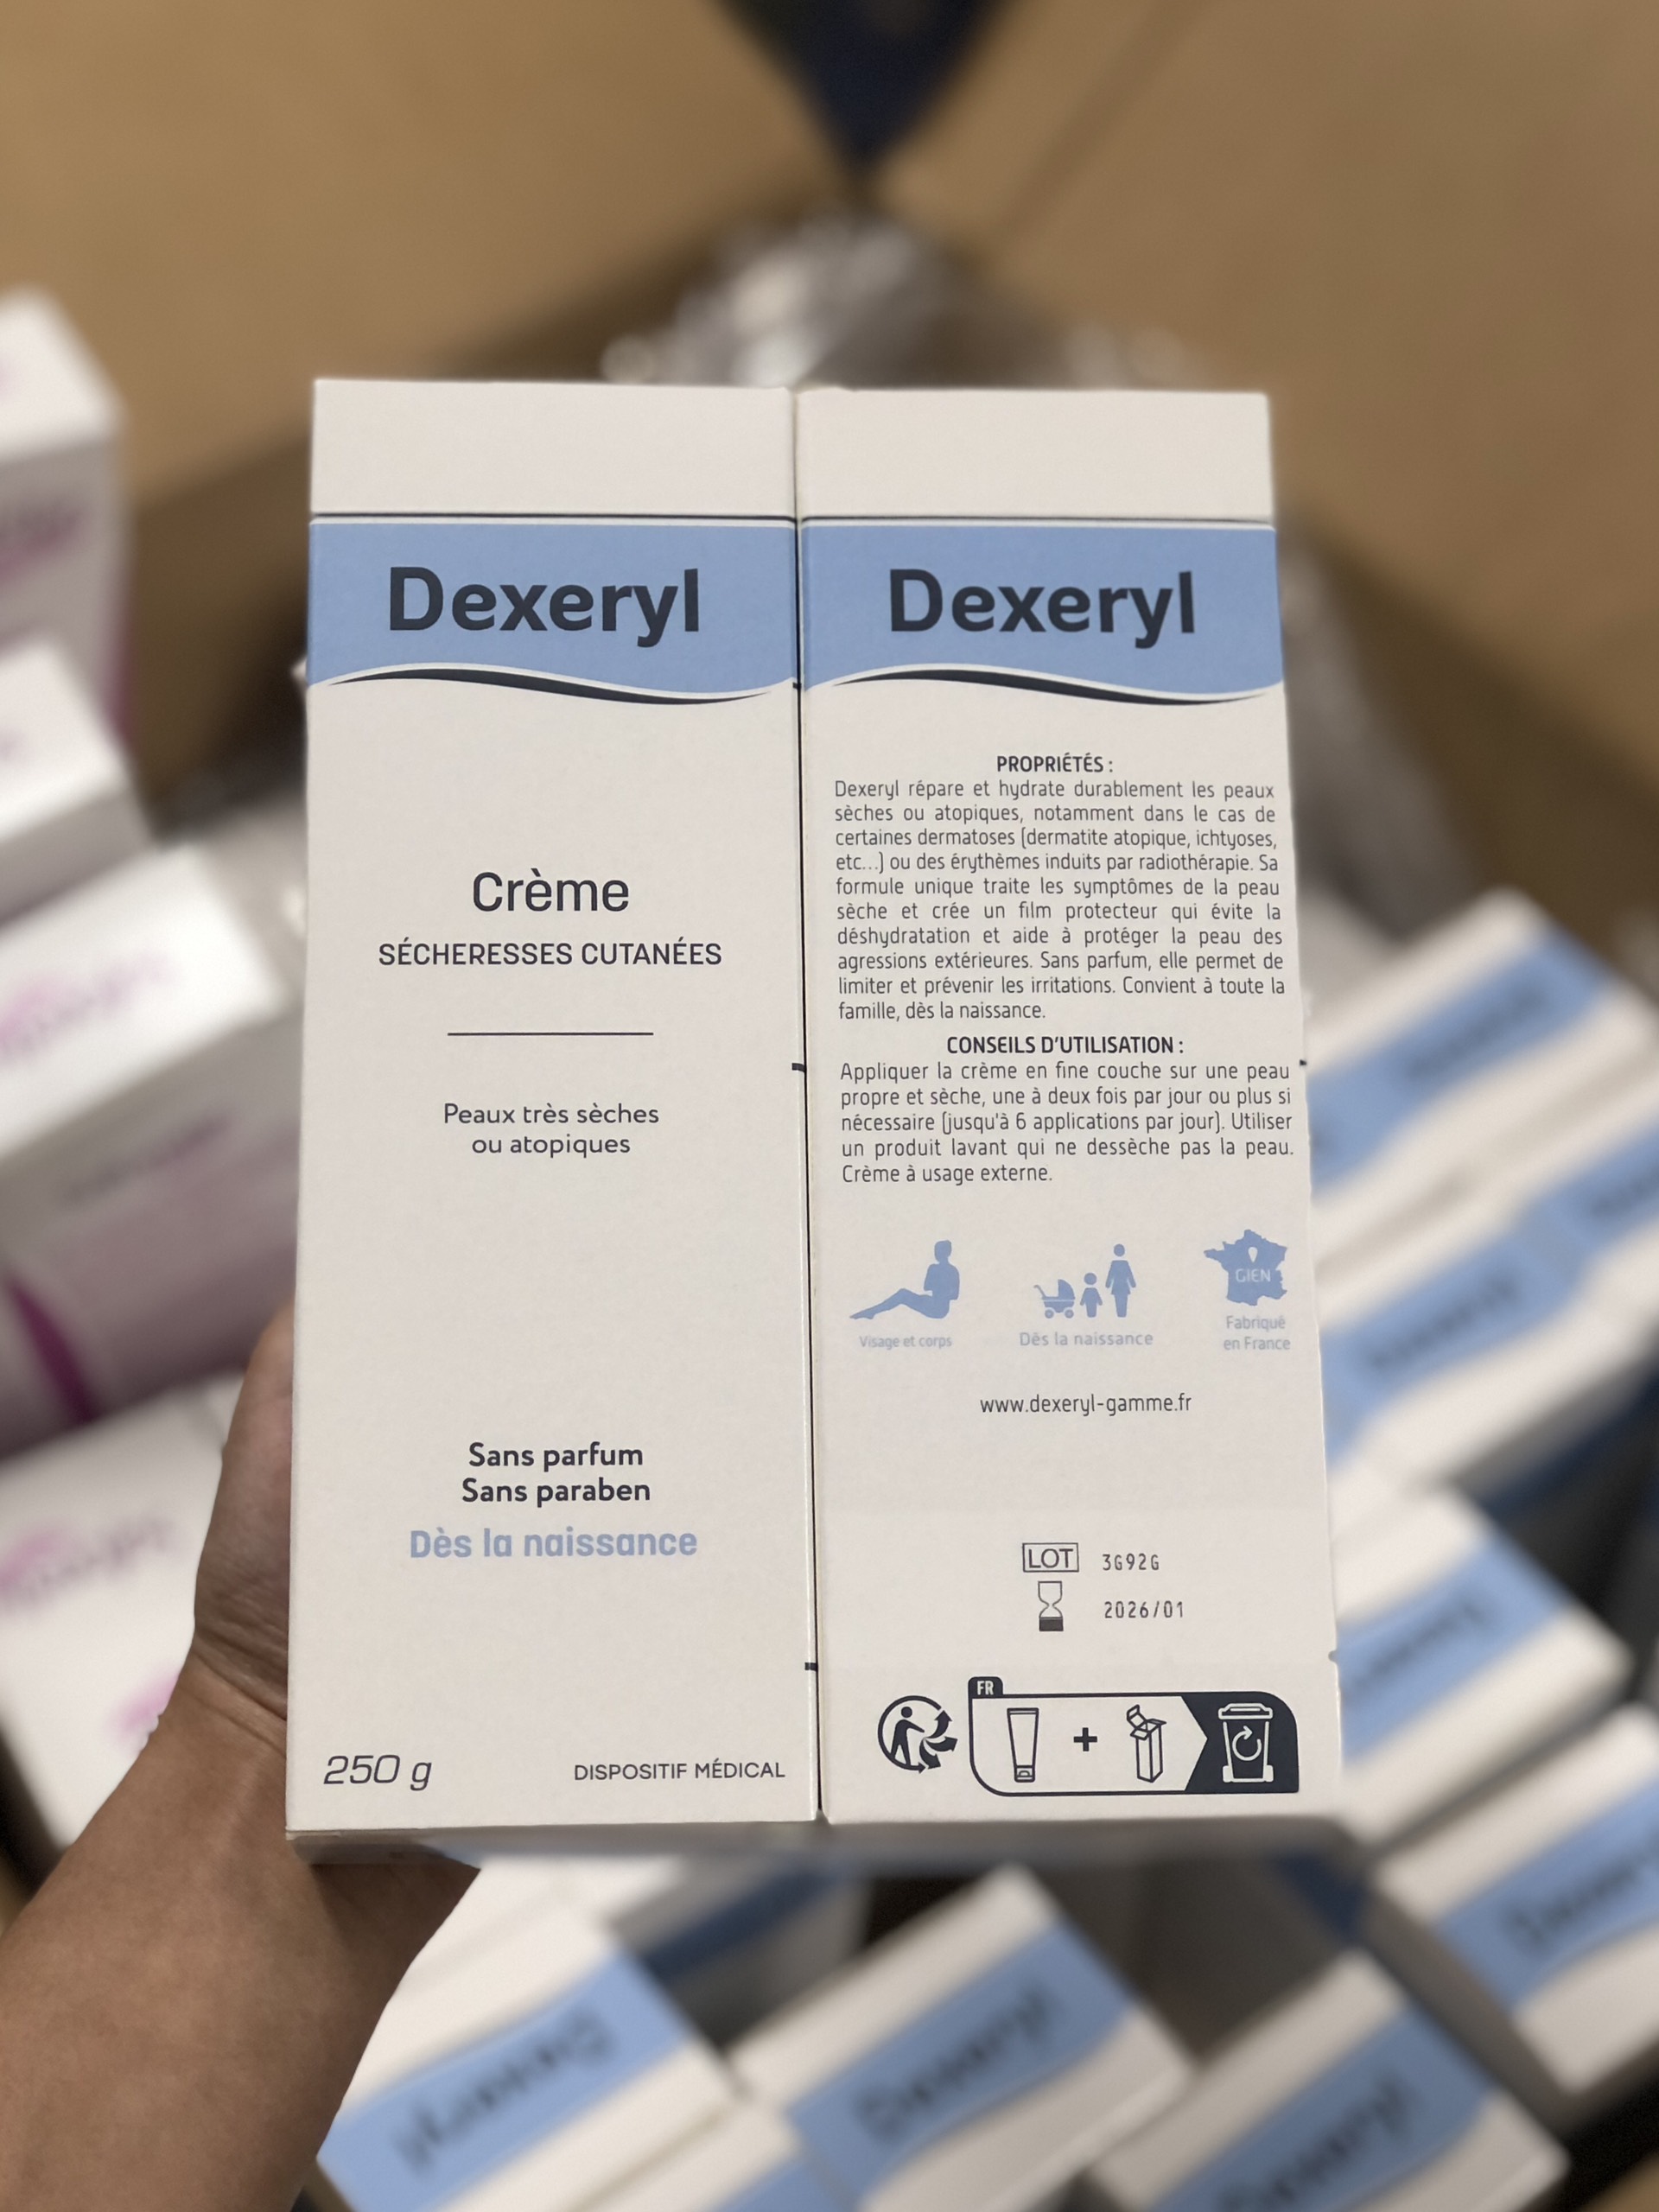 Dexeryl
Crème
SÉCHERESSES CUTANÉES
Peaux très sèches
ou atopiques
Sans parfum
Sans paraben
Dès la naissance
250 g
DISPOSITIF MÉDICAL
Dexeryl
PROPRIÉTÉS :
Dexeryl répare et hydrate durablement les peaux
sèches ou atopiques, notamment dans le cas de
certaines dermatoses (dermatite atopique, ichtyoses,
etc...) ou des érythèmes induits par radiothérapie. Sa
formule unique traite les symptômes de la peau
sèche et crée un film protecteur qui évite la
déshydratation et aide à protéger la peau des
agressions extérieures. Sans parfum, elle permet de
limiter et prévenir les irritations. Convient à toute la
famille, dès la naissance.
CONSEILS D'UTILISATION :
Appliquer la crème en fine couche sur une peau
propre et sèche, une à deux fois par jour ou plus si
nécessaire (jusqu'à 6 applications par jour). Utiliser
un produit lavant qui ne dessèche pas la peau.
Crème à usage externe.
GIEN
Visage et corps
Dès la naissance
Fabriqué
en France
www.dexeryl-gamme.fr
LOT 3G92G
2026/01
FR
+
Dexeryl
Dexeryl
Dexeryl